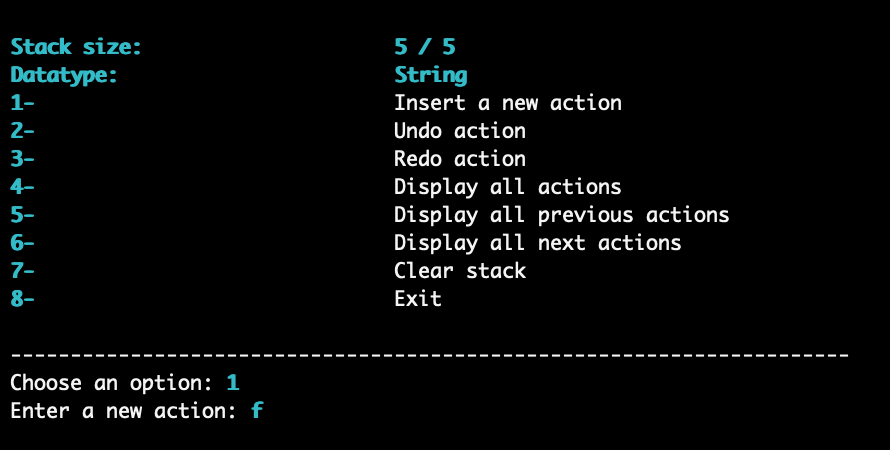 Stack size: 5 / 5
Datatype: String
1- Insert a new action
2- Undo action
3- Redo action
4- Display all actions
5- Display all previous actions
6- Display all next actions
7- Clear stack
8- Exit
----------------------------------------------------------------------
Choose an option: 1
Enter a new action: f